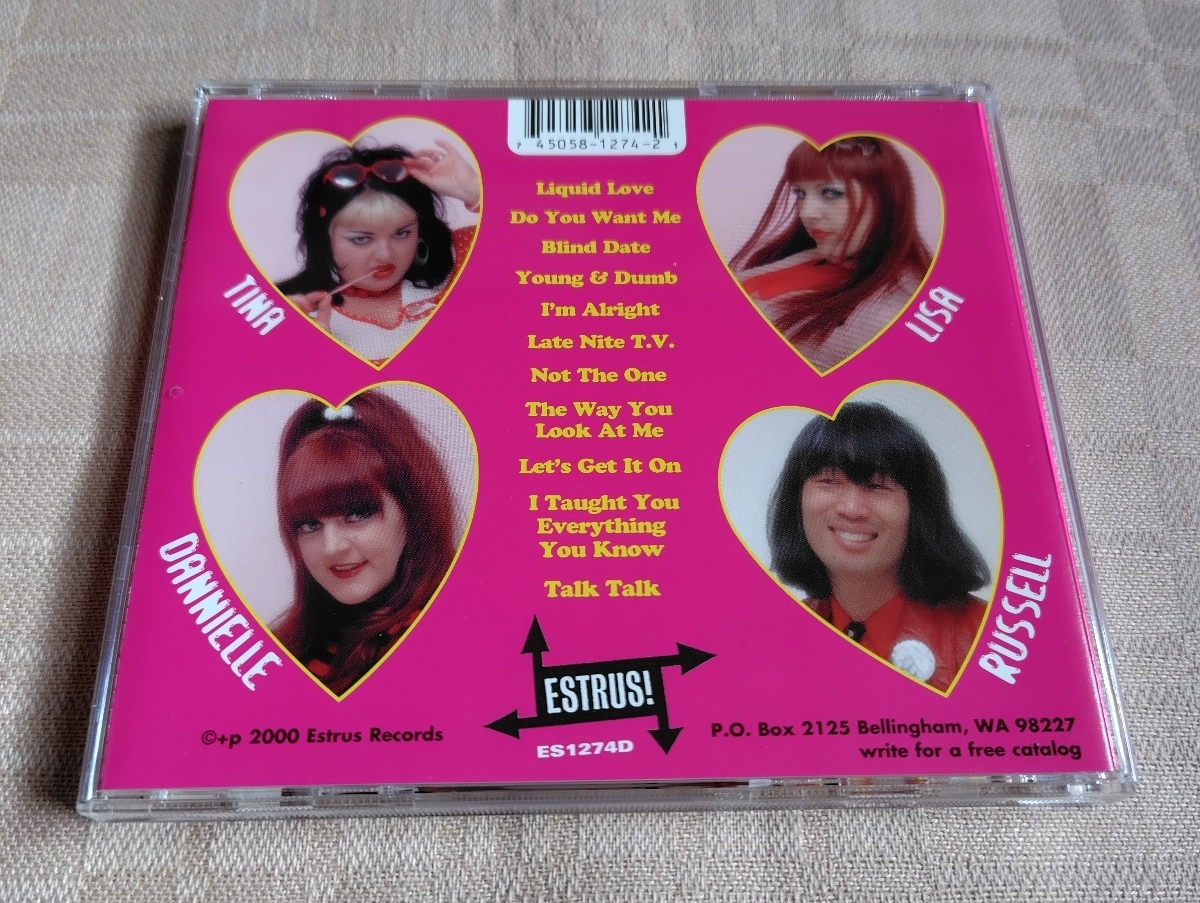 7 45058-1274-2 1
Liquid Love
Do You Want Me
Blind Date
Young & Dumb
I'm Alright
Late Nite T.V.
Not The One
The Way You
Look At Me
Let's Get It On
I Taught You
Everything
You Know
Talk Talk
TINA
LISA
DANNIELLE
RUSSELL
ESTRUS!
ES1274D
©+p 2000 Estrus Records
P.O. Box 2125 Bellingham, WA 98227
write for a free catalog